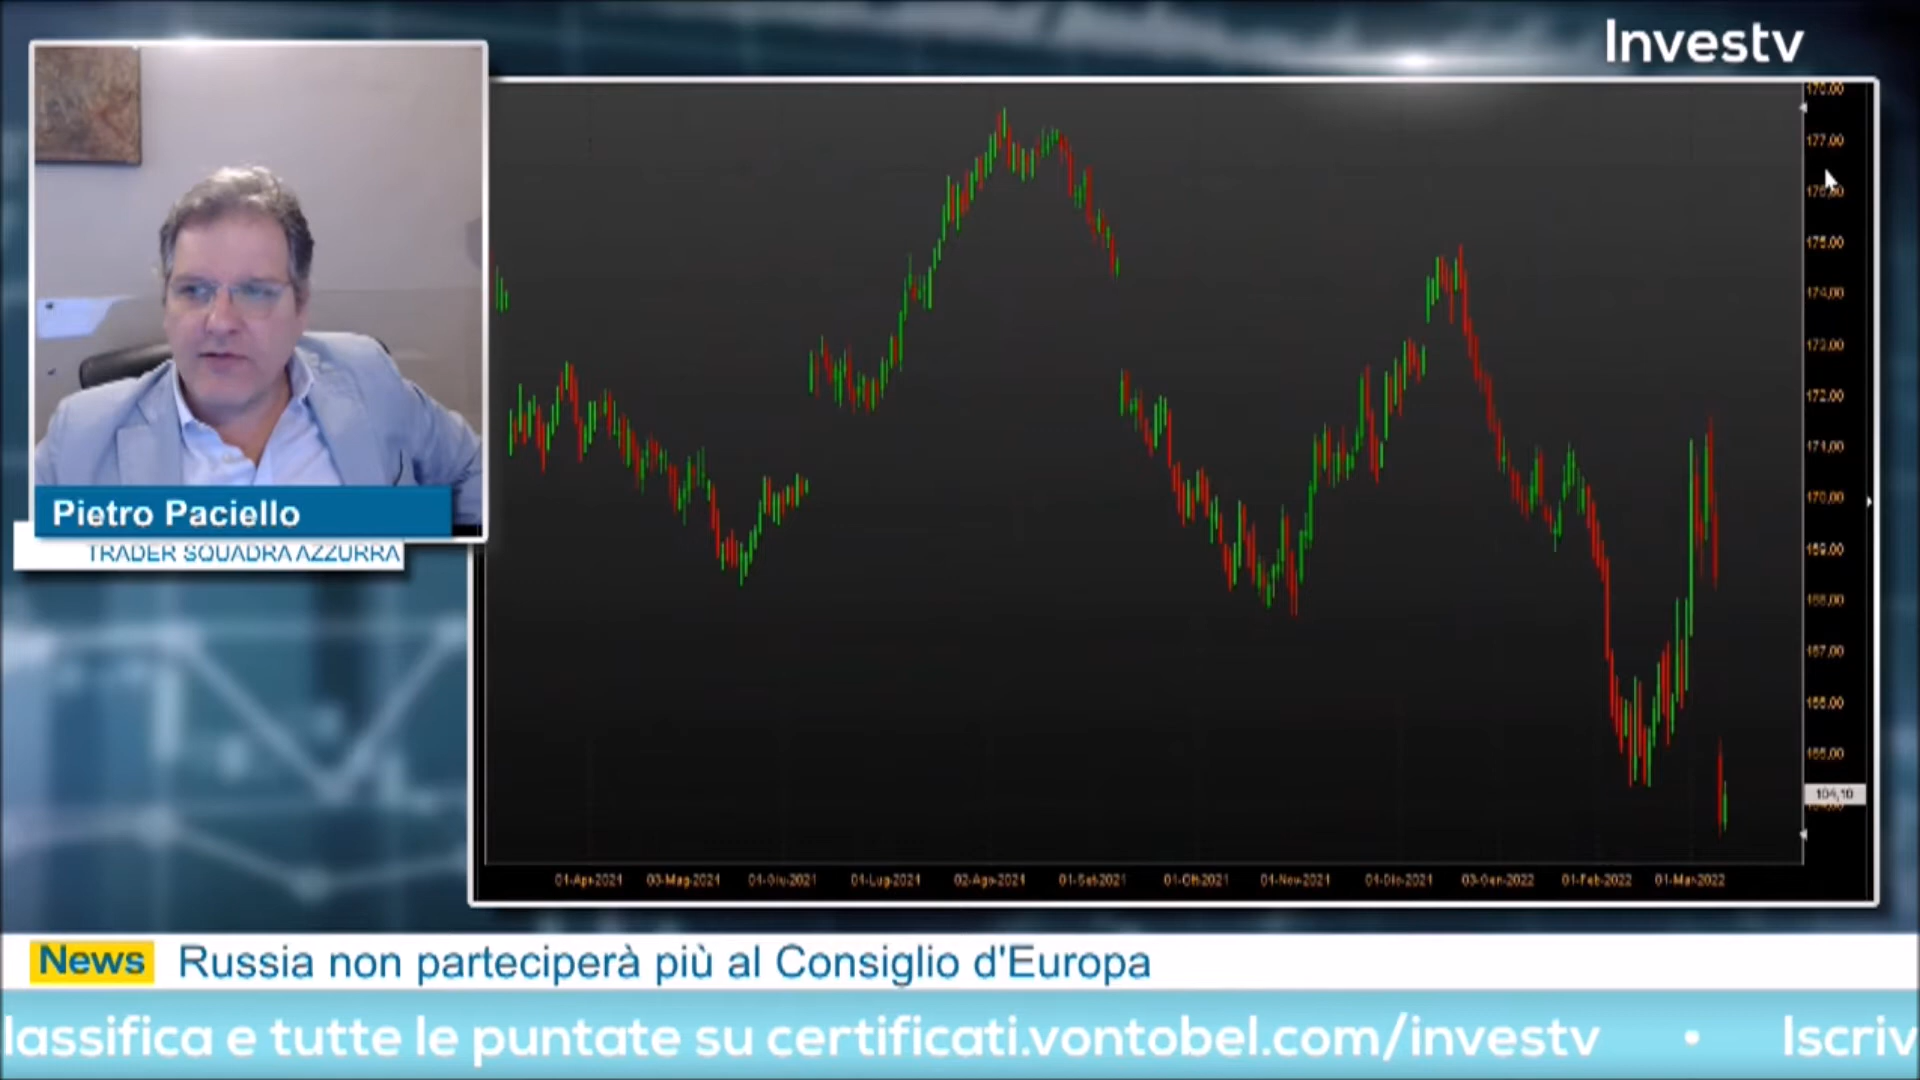 Investv
Pietro Paciello
TRADER SQUADRA AZZURRA
177,00
175,00
174,00
173,00
172,00
171,00
170,00
169,00
168,00
167,00
166,00
165,00
01-Apr-2021 03-Mag-2021 01-Giu-2021 01-Lug-2021 02-Ago-2021 01-Set-2021 01-Ott-2021 01-Nov-2021 01-Dic-2021 03-Gen-2022 01-Feb-2022 01-Mar-2022
News Russia non parteciperà più al Consiglio d'Europa
lassifica e tutte le puntate su certificati.vontobel.com/investv • Iscriv